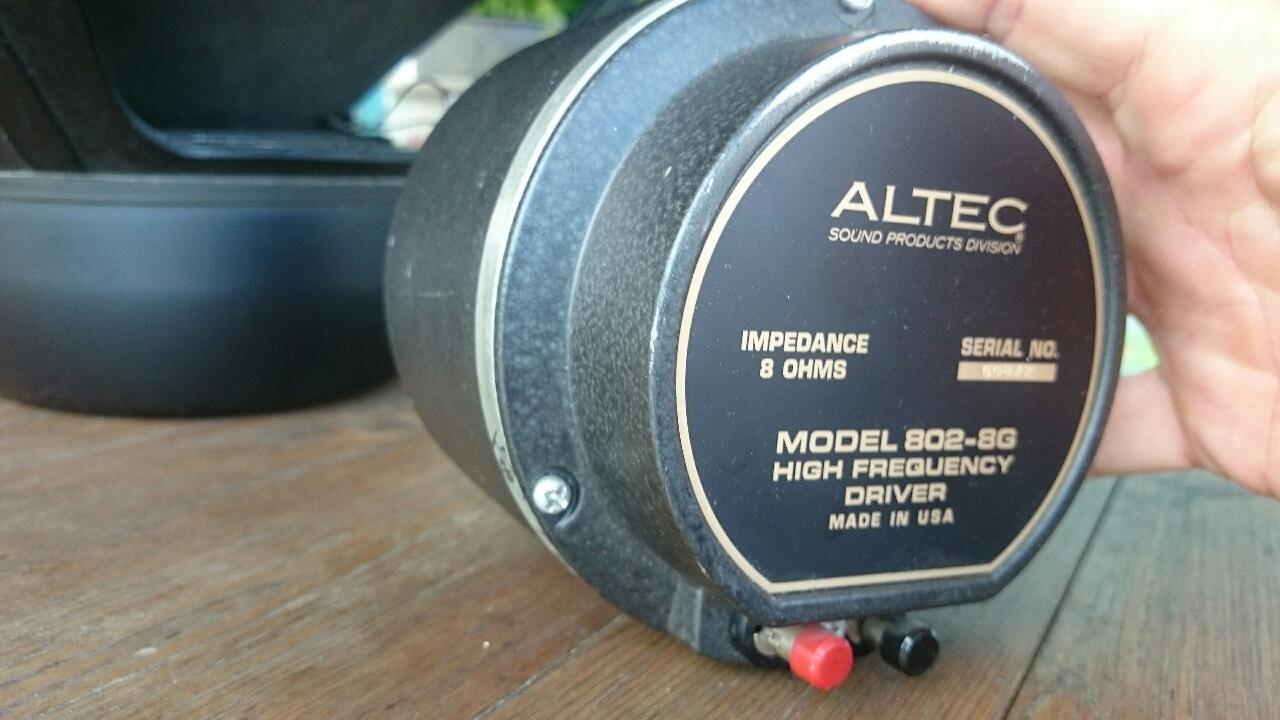 ALTEC
SOUND PRODUCTS DIVISION
IMPEDANCE
8 OHMS
SERIAL NO.
MODEL 802-8G
HIGH FREQUENCY
DRIVER
MADE IN USA